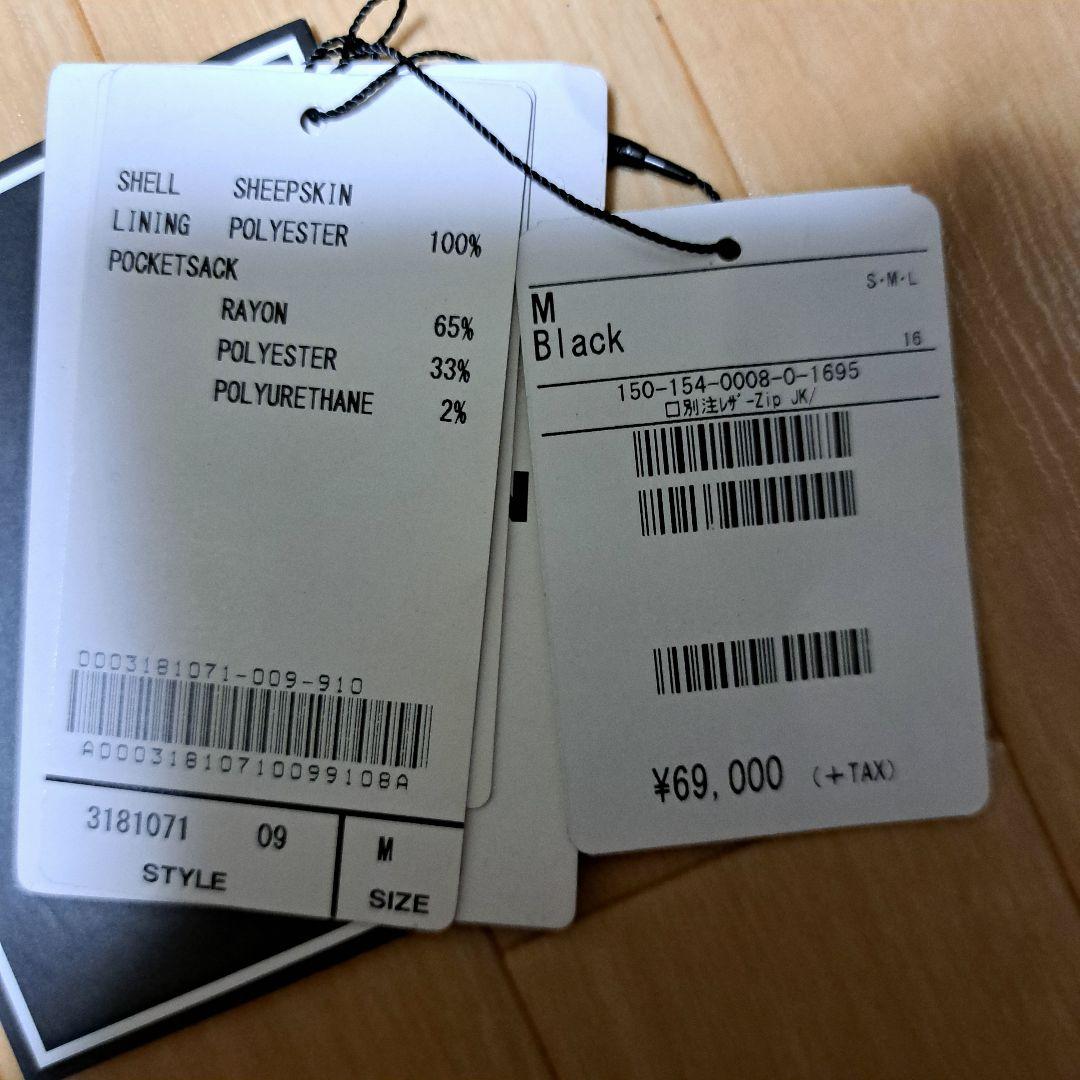 SHELL SHEEPSKIN
LINING POLYESTER 100%
POCKETSACK
RAYON 65%
POLYESTER 33%
POLYURETHANE 2%
0003181071-009-910
A00031810710099108A
3181071 09
STYLE
M
SIZE
S・M・L
M
Black
16
150-154-0008-0-1695
口別注ﾚｻﾞｰZip JK/
¥69,000 (+TAX)